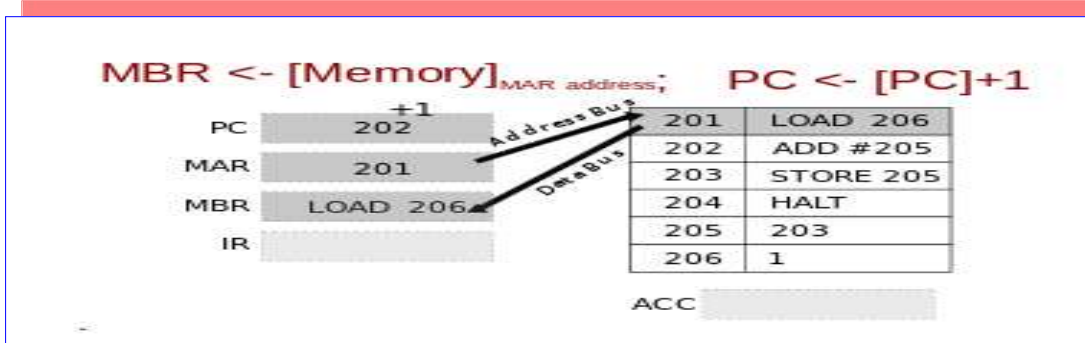 MBR <- [Memory]MAR address; PC <- [PC]+1
+1
PC 202
MAR 201
MBR LOAD 206
IR
Address Bus
Data Bus
201 LOAD 206
202 ADD #205
203 STORE 205
204 HALT
205 203
206 1
ACC